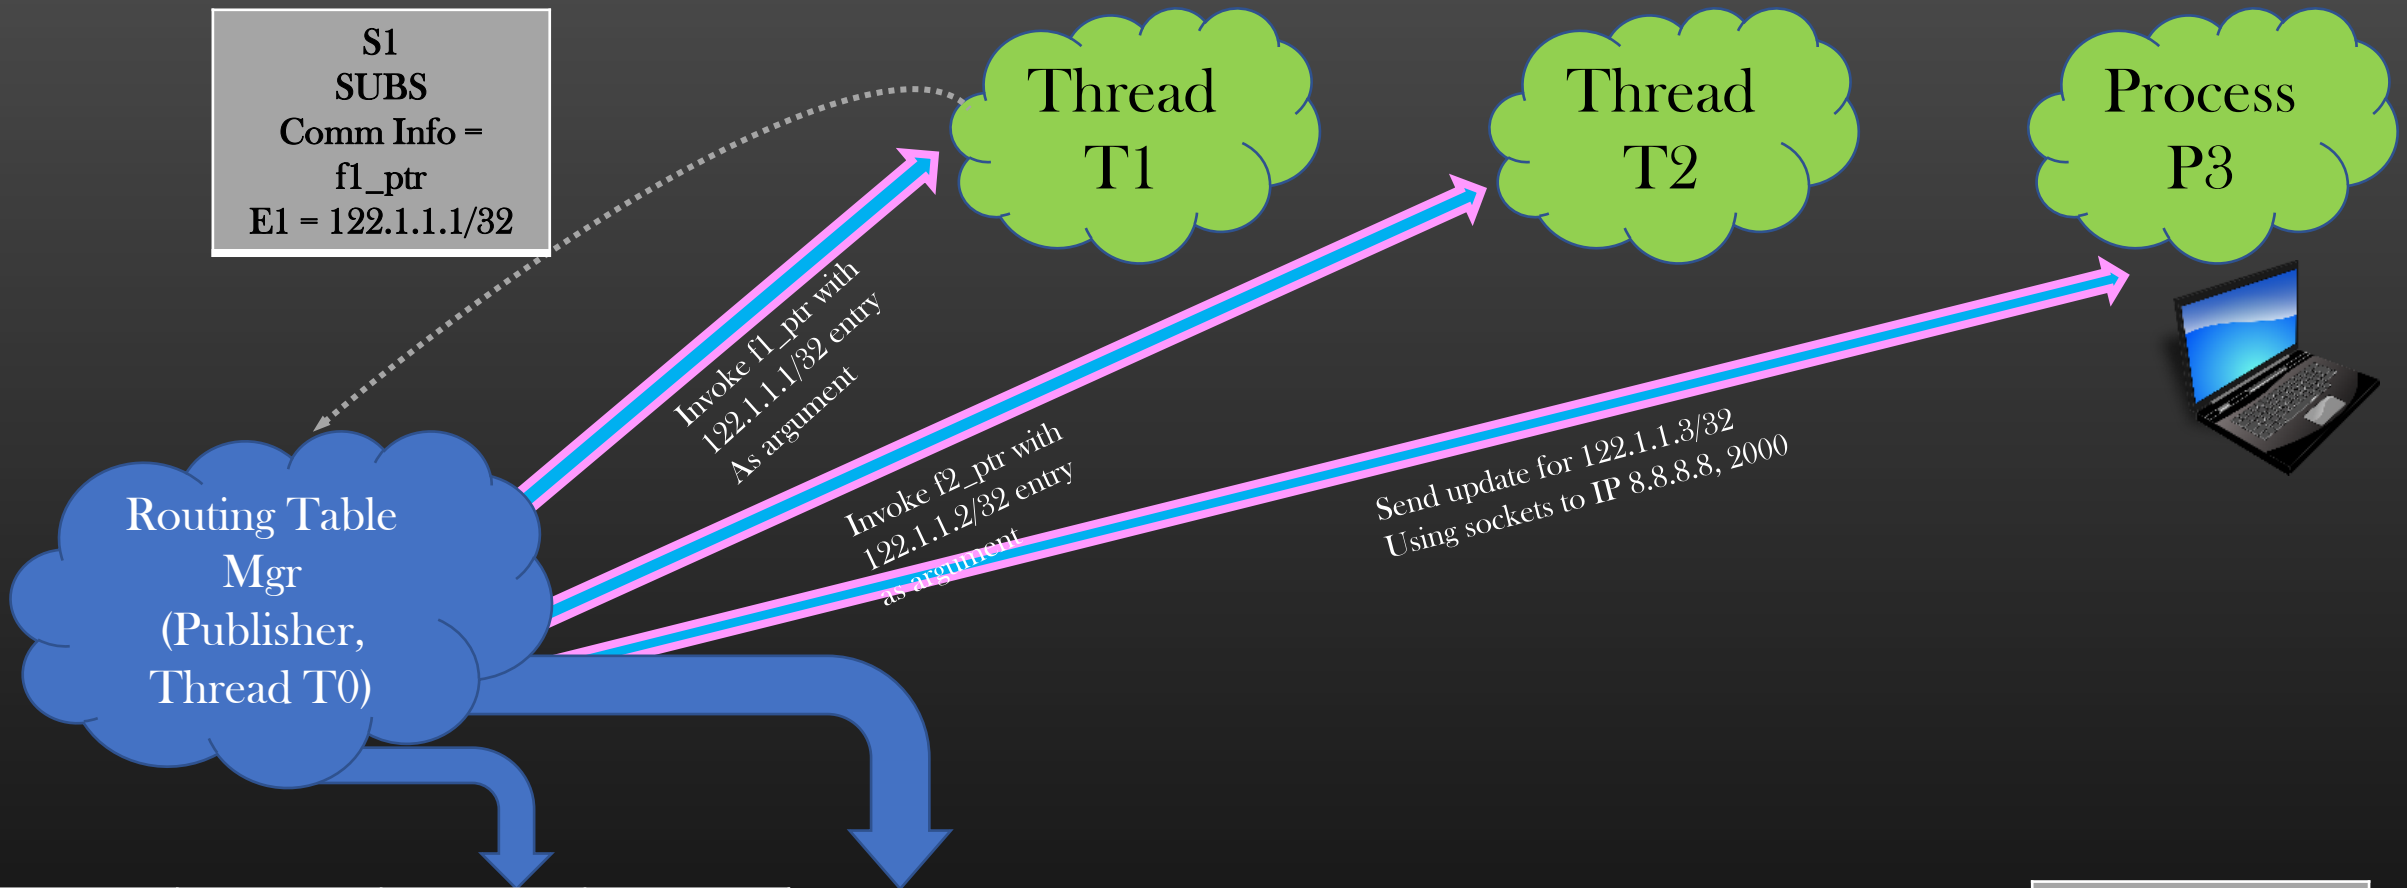 S1
SUBS
Comm Info =
f1_ptr
E1 = 122.1.1.1/32
Thread
T1
Thread
T2
Process
P3
Invoke f1_ptr with
122.1.1.1/32 entry
As argument
Invoke f2_ptr with
122.1.1.2/32 entry
as argument
Send update for 122.1.1.3/32
Using sockets to IP 8.8.8.8, 2000
Routing Table
Mgr
(Publisher,
Thread T0)